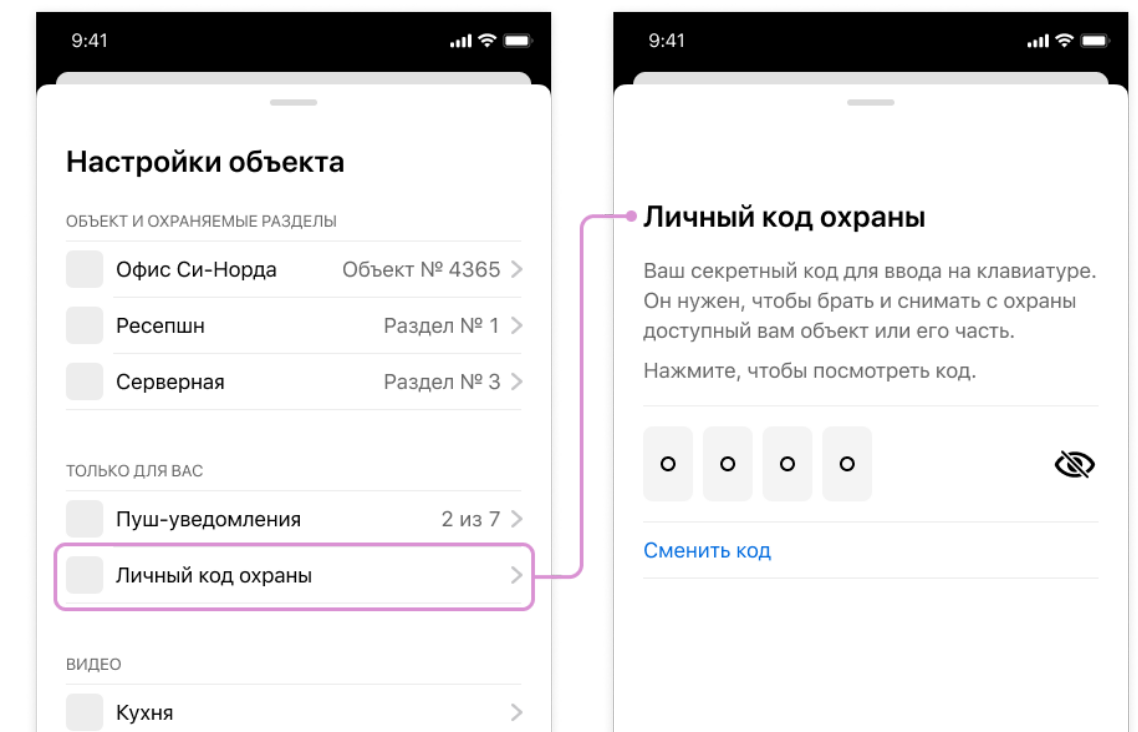 9:41
Настройки объекта
ОБЪЕКТ И ОХРАНЯЕМЫЕ РАЗДЕЛЫ
Офис Си-Норда Объект № 4365
Ресепшн Раздел № 1
Серверная Раздел № 3
ТОЛЬКО ДЛЯ ВАС
Пуш-уведомления 2 из 7
Личный код охраны
ВИДЕО
Кухня
9:41
Личный код охраны
Ваш секретный код для ввода на клавиатуре.
Он нужен, чтобы брать и снимать с охраны
доступный вам объект или его часть.
Нажмите, чтобы посмотреть код.
Сменить код